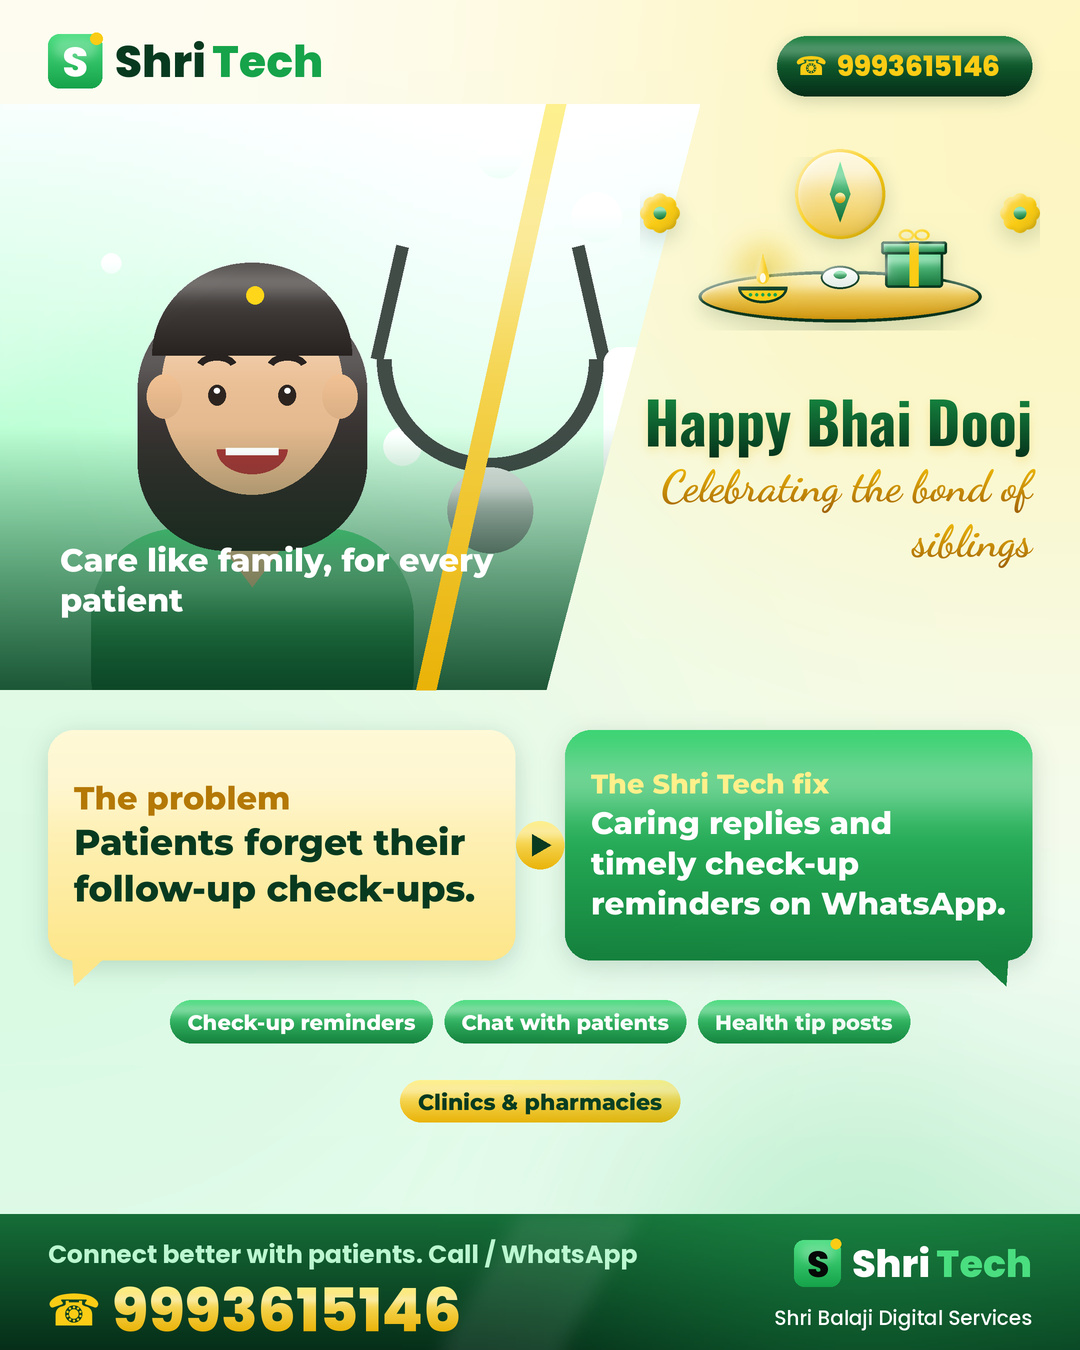 S Shri Tech
☎ 9993615146
Happy Bhai Dooj
Celebrating the bond of
siblings
Care like family, for every
patient
The problem
Patients forget their
follow-up check-ups.
The Shri Tech fix
Caring replies and
timely check-up
reminders on WhatsApp.
Check-up reminders
Chat with patients
Health tip posts
Clinics & pharmacies
Connect better with patients. Call / WhatsApp
☎ 9993615146
S Shri Tech
Shri Balaji Digital Services